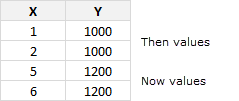 X Y
1 1000
2 1000
Then values
5 1200
Now values
6 1200